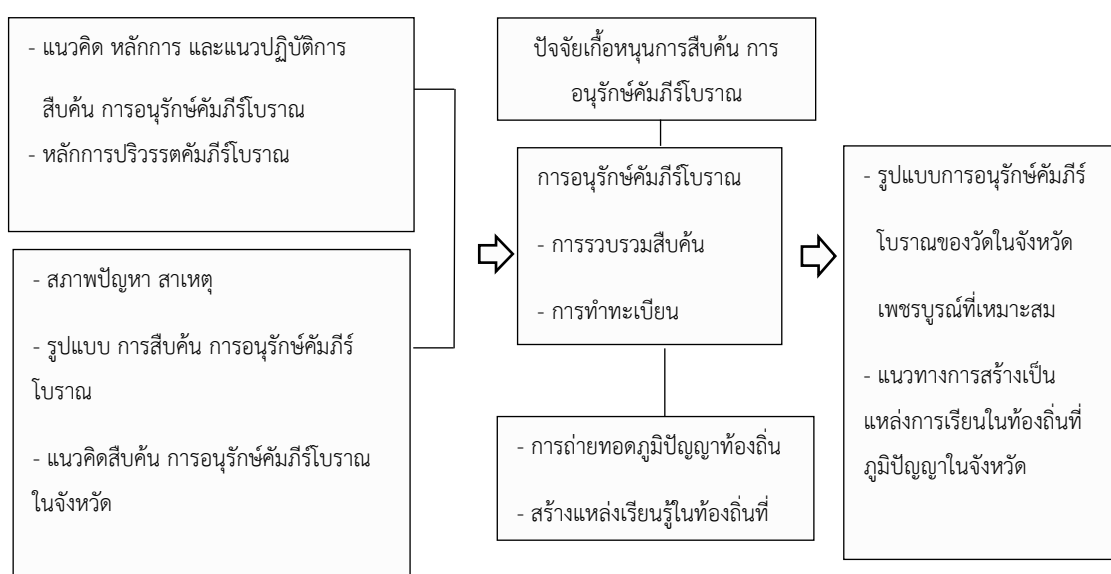 - แนวคิด หลักการ และแนวปฏิบัติการ
สืบค้น การอนุรักษ์คัมภีร์โบราณ
- หลักการปริวรรตคัมภีร์โบราณ
- สภาพปัญหา สาเหตุ
- รูปแบบ การสืบค้น การอนุรักษ์คัมภีร์
โบราณ
- แนวคิดสืบค้น การอนุรักษ์คัมภีร์โบราณ
ในจังหวัด
ปัจจัยเกื้อหนุนการสืบค้น การ
อนุรักษ์คัมภีร์โบราณ
การอนุรักษ์คัมภีร์โบราณ
- การรวบรวมสืบค้น
- การทำทะเบียน
- การถ่ายทอดภูมิปัญญาท้องถิ่น
- สร้างแหล่งเรียนรู้ในท้องถิ่นที่
- รูปแบบการอนุรักษ์คัมภีร์
โบราณของวัดในจังหวัด
เพชรบูรณ์ที่เหมาะสม
- แนวทางการสร้างเป็น
แหล่งการเรียนในท้องถิ่นที่
ภูมิปัญญาในจังหวัด